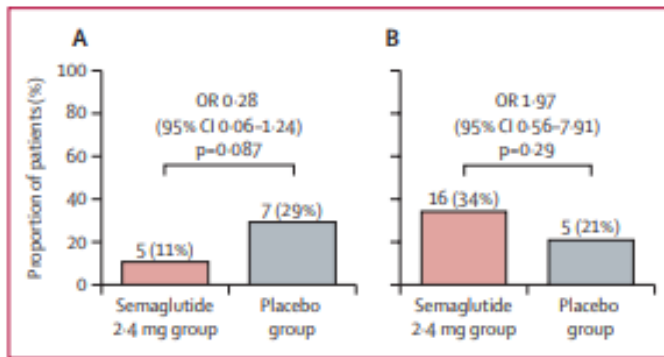 A
B
Proportion of patients (%)
100
80
60
40
20
0
OR 0·28
(95% CI 0·06–1·24)
p=0·087
5 (11%)
7 (29%)
Semaglutide
2·4 mg group
Placebo
group
OR 1·97
(95% CI 0·56–7·91)
p=0·29
16 (34%)
5 (21%)
Semaglutide
2·4 mg group
Placebo
group